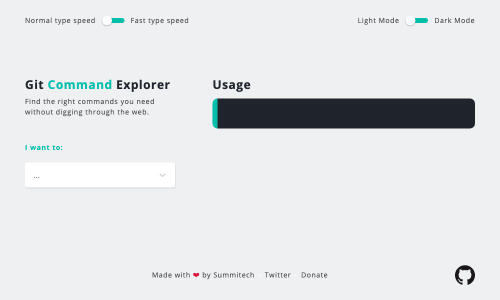 Normal type speed Fast type speed Light Mode Dark Mode
Git Command Explorer
Find the right commands you need
without digging through the web.
I want to:
...
Usage
Made with ❤ by Summitech Twitter Donate